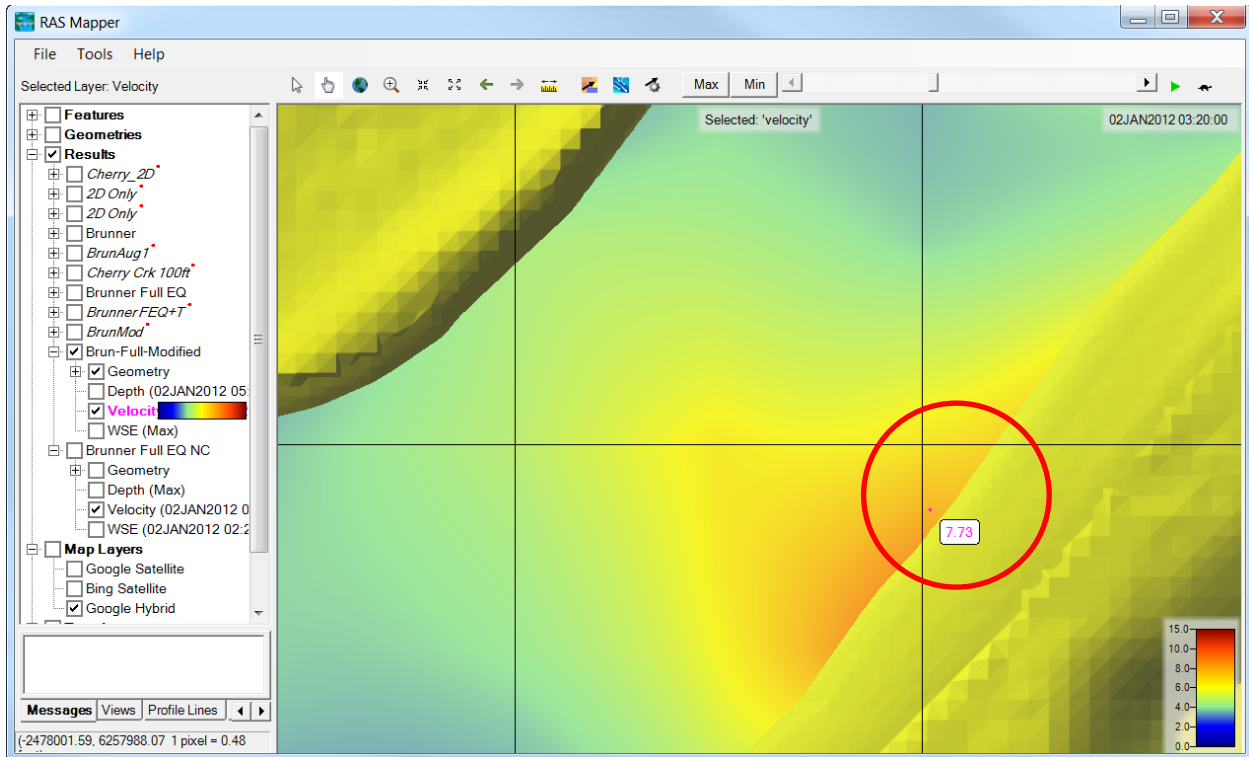 RAS Mapper
File Tools Help
Selected Layer: Velocity
Max Min
Features
Geometries
Results
Cherry_2D
2D Only
2D Only
Brunner
BrunAug1
Cherry Crk 100ft
Brunner Full EQ
BrunnerFEQ+T
BrunMod
Brun-Full-Modified
Geometry
Depth (02JAN2012 05:
Velocit
WSE (Max)
Brunner Full EQ NC
Geometry
Depth (Max)
Velocity (02JAN2012 0
WSE (02JAN2012 02:2
Map Layers
Google Satellite
Bing Satellite
Google Hybrid
Messages Views Profile Lines
(-2478001.59, 6257988.07 1 pixel = 0.48
Selected: 'velocity'
02JAN2012 03:20:00
7.73
15.0
10.0
8.0
6.0
4.0
2.0
0.0